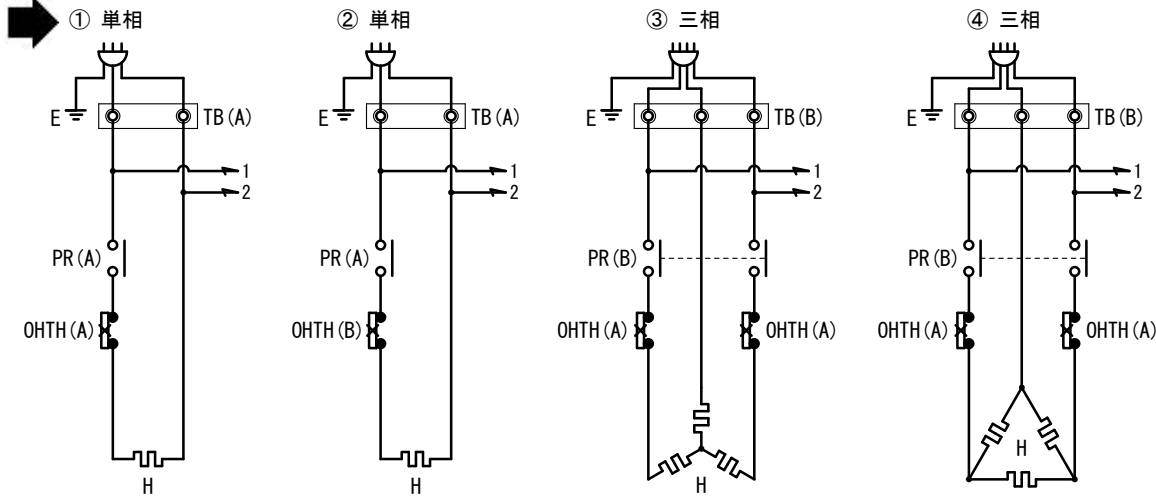 ① 単相
② 単相
③ 三相
④ 三相
E
TB(A)
E
TB(A)
E
TB(B)
E
TB(B)
1
1
1
1
2
2
2
2
PR(A)
PR(A)
PR(B)
PR(B)
OHTH(A)
OHTH(B)
OHTH(A)
OHTH(A)
OHTH(A)
OHTH(A)
H
H
H
H